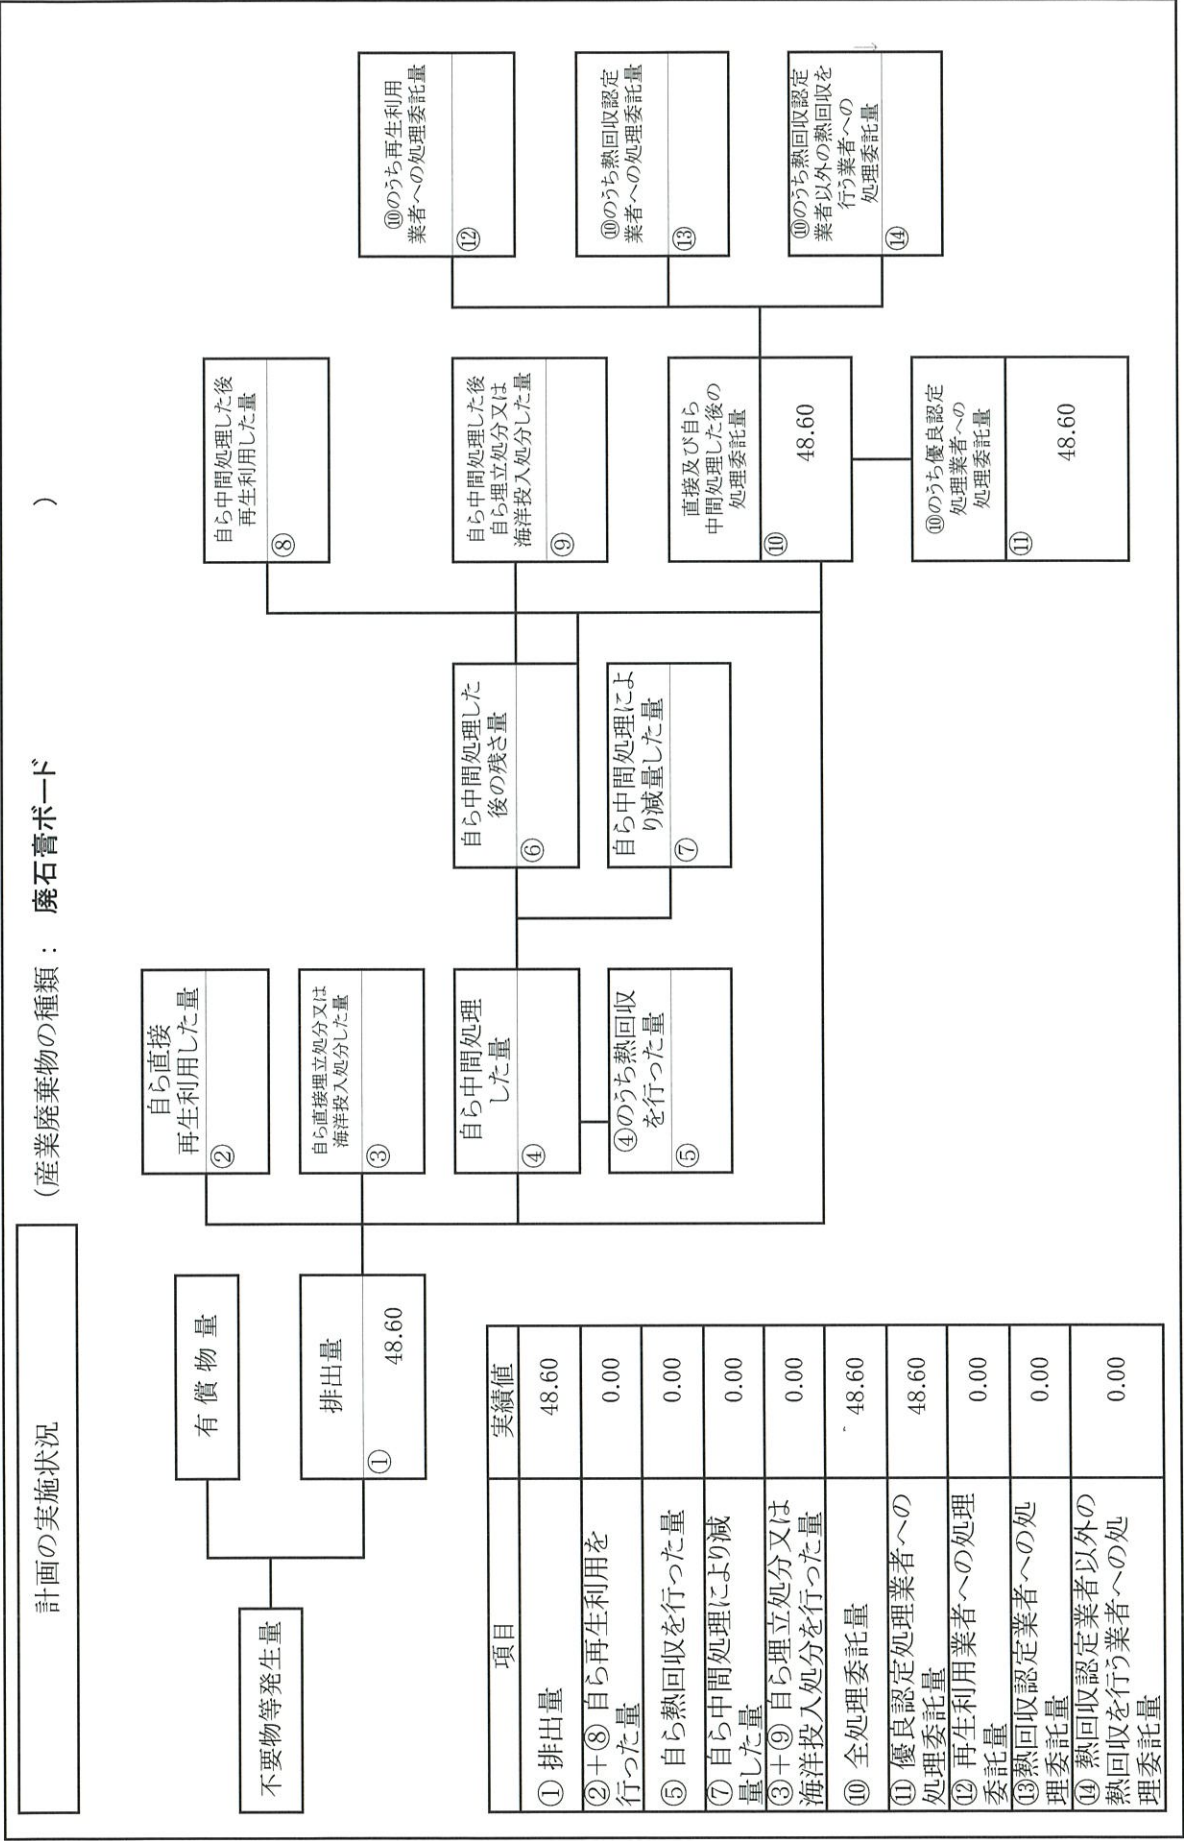 計画の実施状況
(産業廃棄物の種類： 廃石膏ボード )
不要物等発生量
有 償 物 量
排出量
① 48.60
自ら直接
再生利用した量
②
自ら直接埋立処分又は
海洋投入処分した量
③
自ら中間処理
した量
④
④のうち熱回収
を行った量
⑤
自ら中間処理した
後の残さ量
⑥
自ら中間処理によ
り減量した量
⑦
自ら中間処理した後
再生利用した量
⑧
自ら中間処理した後
自ら埋立処分又は
海洋投入処分した量
⑨
直接及び自ら
中間処理した後の
処理委託量
⑩ 48.60
⑩のうち優良認定
処理業者への
処理委託量
⑪ 48.60
⑩のうち再生利用
業者への処理委託量
⑫
⑩のうち熱回収認定
業者への処理委託量
⑬
⑩のうち熱回収認定
業者以外の熱回収を
行う業者への
処理委託量
⑭
項目 実績値
① 排出量 48.60
②＋⑧ 自ら再生利用を
行った量 0.00
⑤ 自ら熱回収を行った量 0.00
⑦ 自ら中間処理により減
量した量 0.00
③＋⑨ 自ら埋立処分又は
海洋投入処分を行った量 0.00
⑩ 全処理委託量 48.60
⑪ 優良認定処理業者への
処理委託量 48.60
⑫ 再生利用業者への処理
委託量 0.00
⑬熱回収認定業者への処
理委託量 0.00
⑭ 熱回収認定業者以外の
熱回収を行う業者への処
理委託量 0.00